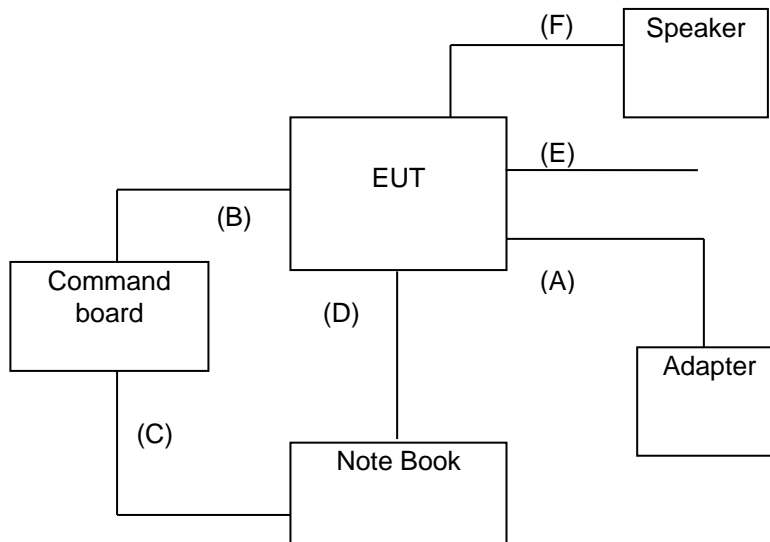 (F)
Speaker
(E)
EUT
(B)
(A)
Command
board
(D)
Adapter
(C)
Note Book